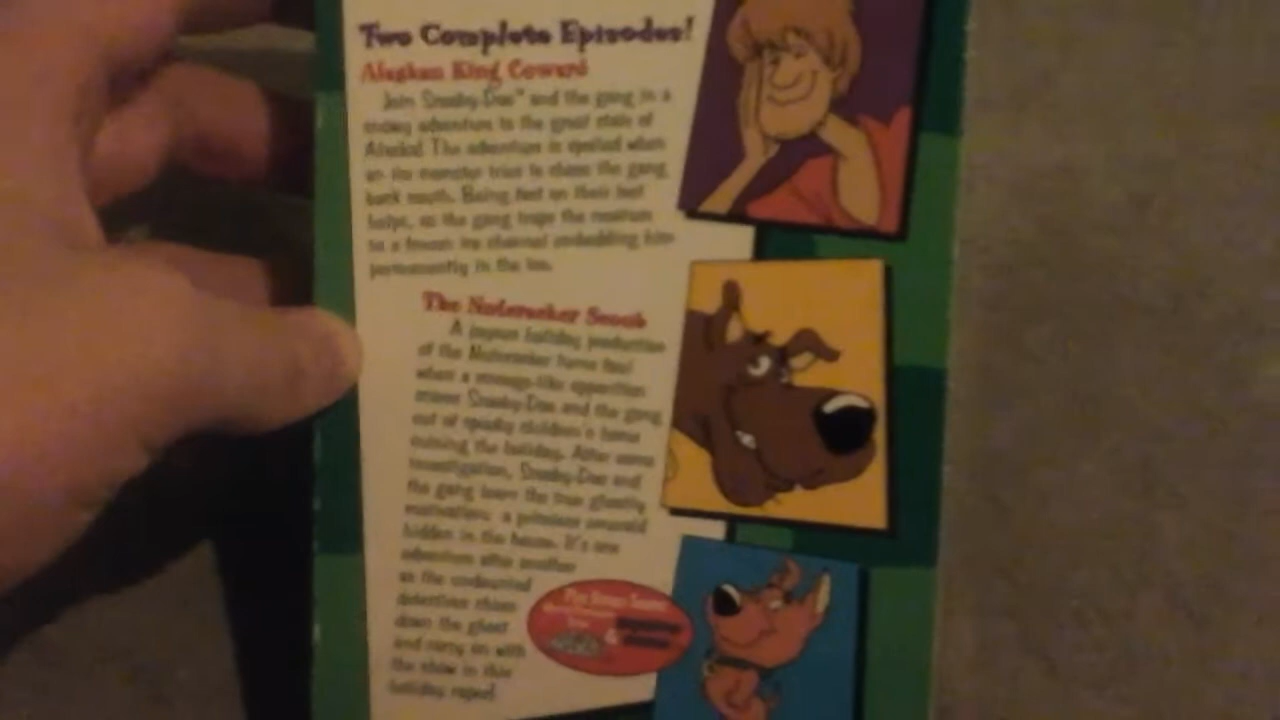 Two Complete Episodes!
Alaskan King Coward
Join Scooby-Doo™ and the gang in a
snowy adventure to the great state of
Alaska! The adventure is spoiled when
an ice monster tries to chase the gang
back south. Being fast on their feet
helps, as the gang traps the creature
in a frozen ice channel embedding him
permanently in the ice.
The Nutcracker Scoob
A joyous holiday production
of the Nutcracker turns foul
when a scrooge-like apparition
scares Scooby-Doo and the gang
out of spooky children's home
ruining the holiday. After some
investigation, Scooby-Doo and
the gang learn the true ghostly
motivation: a priceless emerald
hidden in the house. It's one
adventure after another
as the undaunted
detectives chase
down the ghost
and carry on with
the show in this
holiday caper!